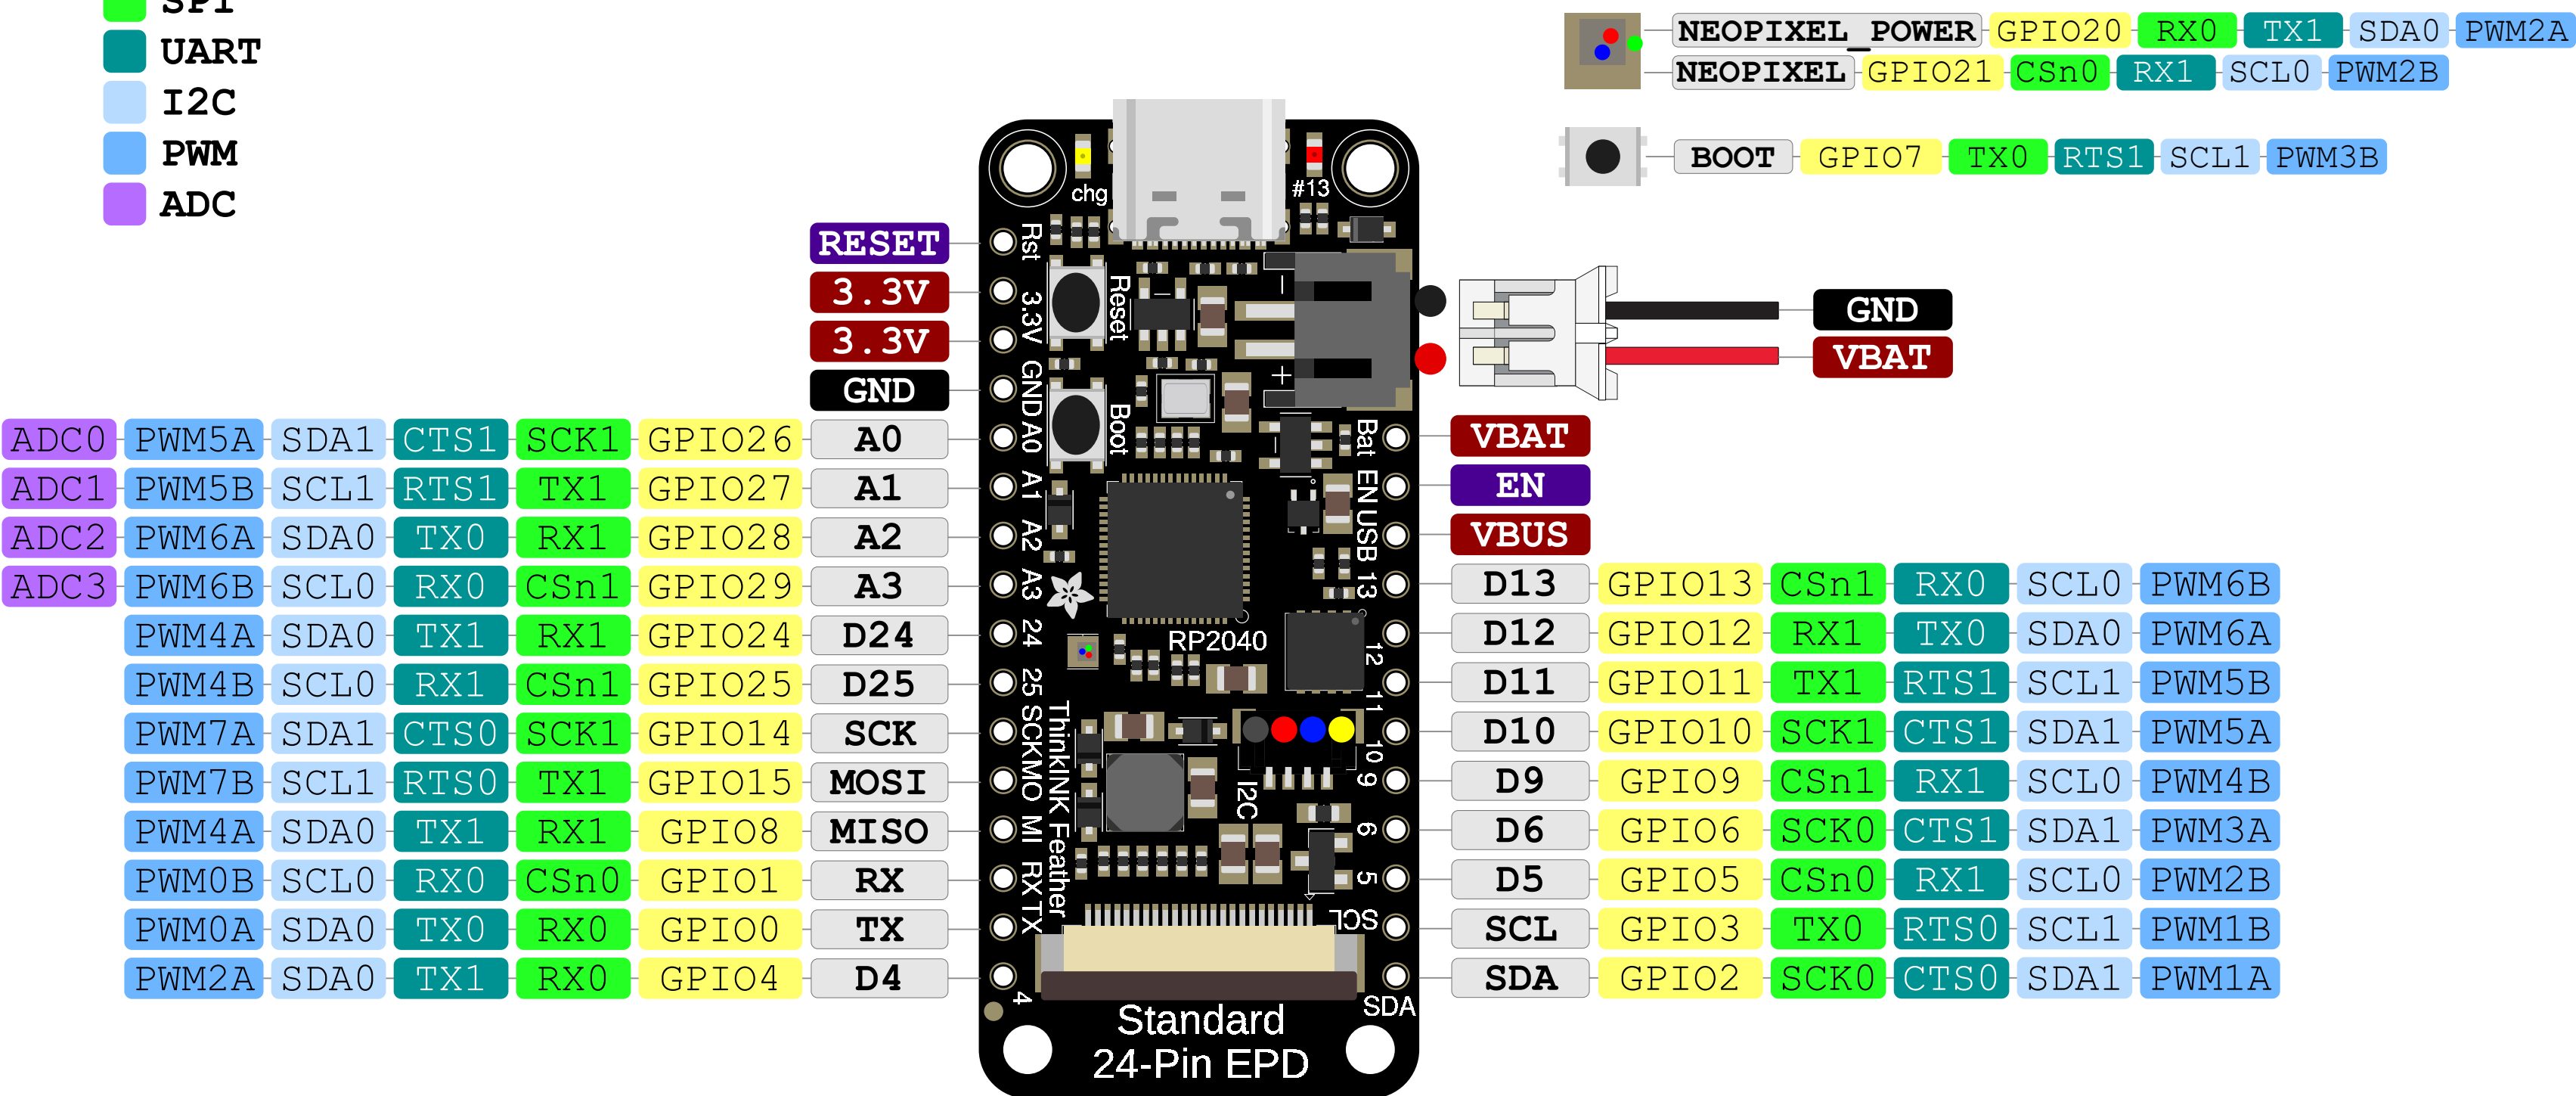 SPI
UART
I2C
PWM
ADC
NEOPIXEL_POWER GPIO20 RX0 TX1 SDA0 PWM2A
NEOPIXEL GPIO21 CSn0 RX1 SCL0 PWM2B
BOOT GPIO7 TX0 RTS1 SCL1 PWM3B
RESET
3.3V
3.3V
GND
ADC0 PWM5A SDA1 CTS1 SCK1 GPIO26 A0
ADC1 PWM5B SCL1 RTS1 TX1 GPIO27 A1
ADC2 PWM6A SDA0 TX0 RX1 GPIO28 A2
ADC3 PWM6B SCL0 RX0 CSn1 GPIO29 A3
PWM4A SDA0 TX1 RX1 GPIO24 D24
PWM4B SCL0 RX1 CSn1 GPIO25 D25
PWM7A SDA1 CTS0 SCK1 GPIO14 SCK
PWM7B SCL1 RTS0 TX1 GPIO15 MOSI
PWM4A SDA0 TX1 RX1 GPIO8 MISO
PWM0B SCL0 RX0 CSn0 GPIO1 RX
PWM0A SDA0 TX0 RX0 GPIO0 TX
PWM2A SDA0 TX1 RX0 GPIO4 D4
chg
#13
Rst
3.3V
GND
A0
A1
A2
A3
24
25
SCK
MO
MI
RX
TX
4
Reset
Boot
-
+
RP2040
ThinkINK Feather
I2C
Bat
EN
USB
13
12
11
10
9
6
5
SCL
SDA
Standard
24-Pin EPD
GND
VBAT
VBAT
EN
VBUS
D13 GPIO13 CSn1 RX0 SCL0 PWM6B
D12 GPIO12 RX1 TX0 SDA0 PWM6A
D11 GPIO11 TX1 RTS1 SCL1 PWM5B
D10 GPIO10 SCK1 CTS1 SDA1 PWM5A
D9 GPIO9 CSn1 RX1 SCL0 PWM4B
D6 GPIO6 SCK0 CTS1 SDA1 PWM3A
D5 GPIO5 CSn0 RX1 SCL0 PWM2B
SCL GPIO3 TX0 RTS0 SCL1 PWM1B
SDA GPIO2 SCK0 CTS0 SDA1 PWM1A